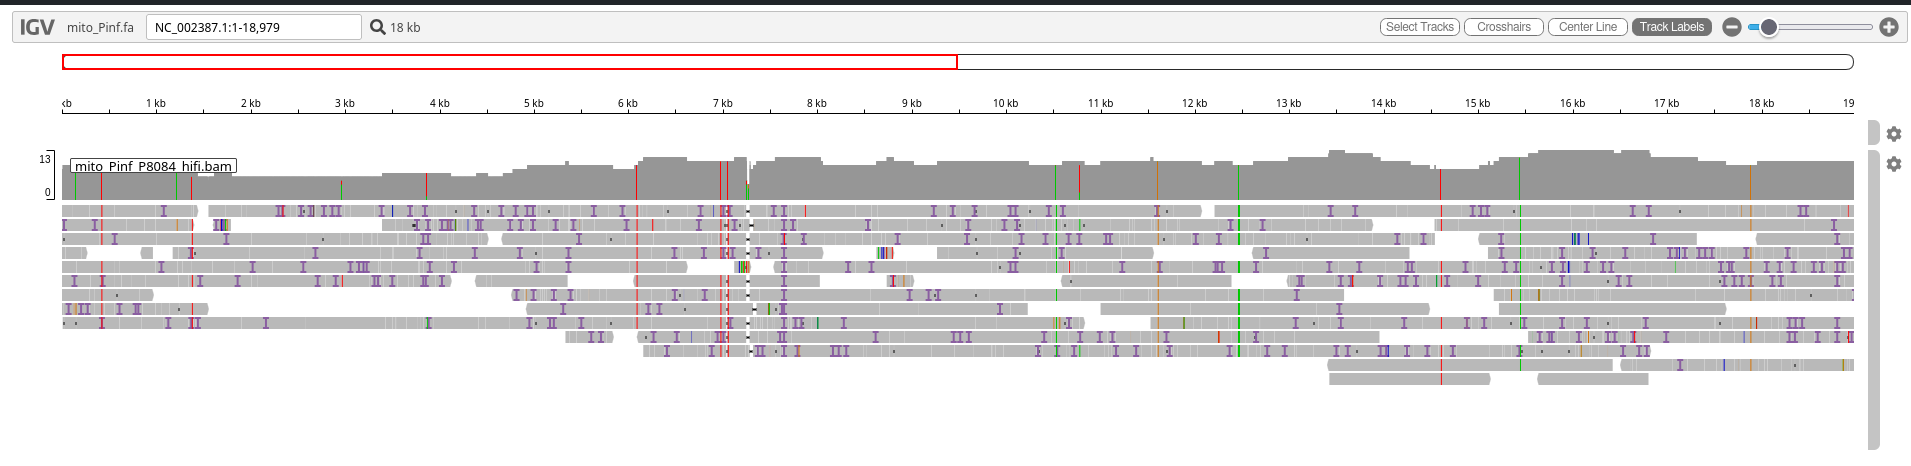 IGV mito_Pinf.fa NC_002387.1:1-18,979 18 kb Select Tracks Crosshairs Center Line Track Labels
kb 1 kb 2 kb 3 kb 4 kb 5 kb 6 kb 7 kb 8 kb 9 kb 10 kb 11 kb 12 kb 13 kb 14 kb 15 kb 16 kb 17 kb 18 kb 19
13
mito_Pinf_P8084_hifi.bam
0